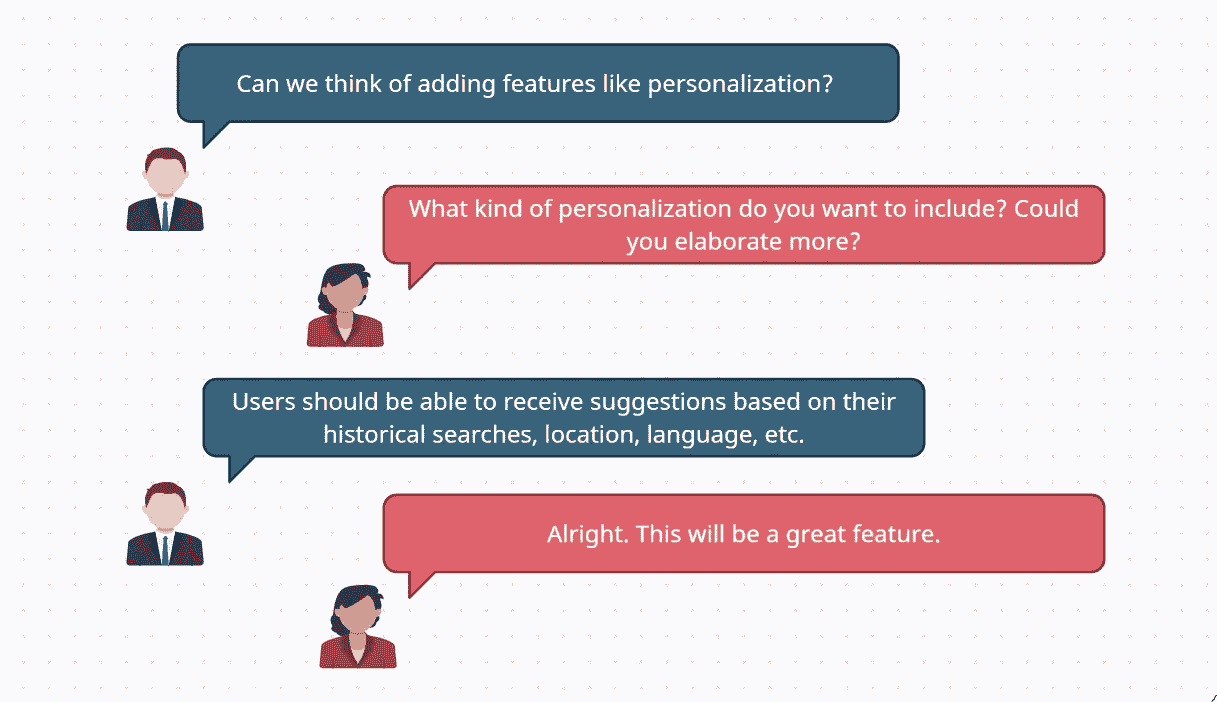 Can we think of adding features like personalization?
What kind of personalization do you want to include? Could
you elaborate more?
Users should be able to receive suggestions based on their
historical searches, location, language, etc.
Alright. This will be a great feature.